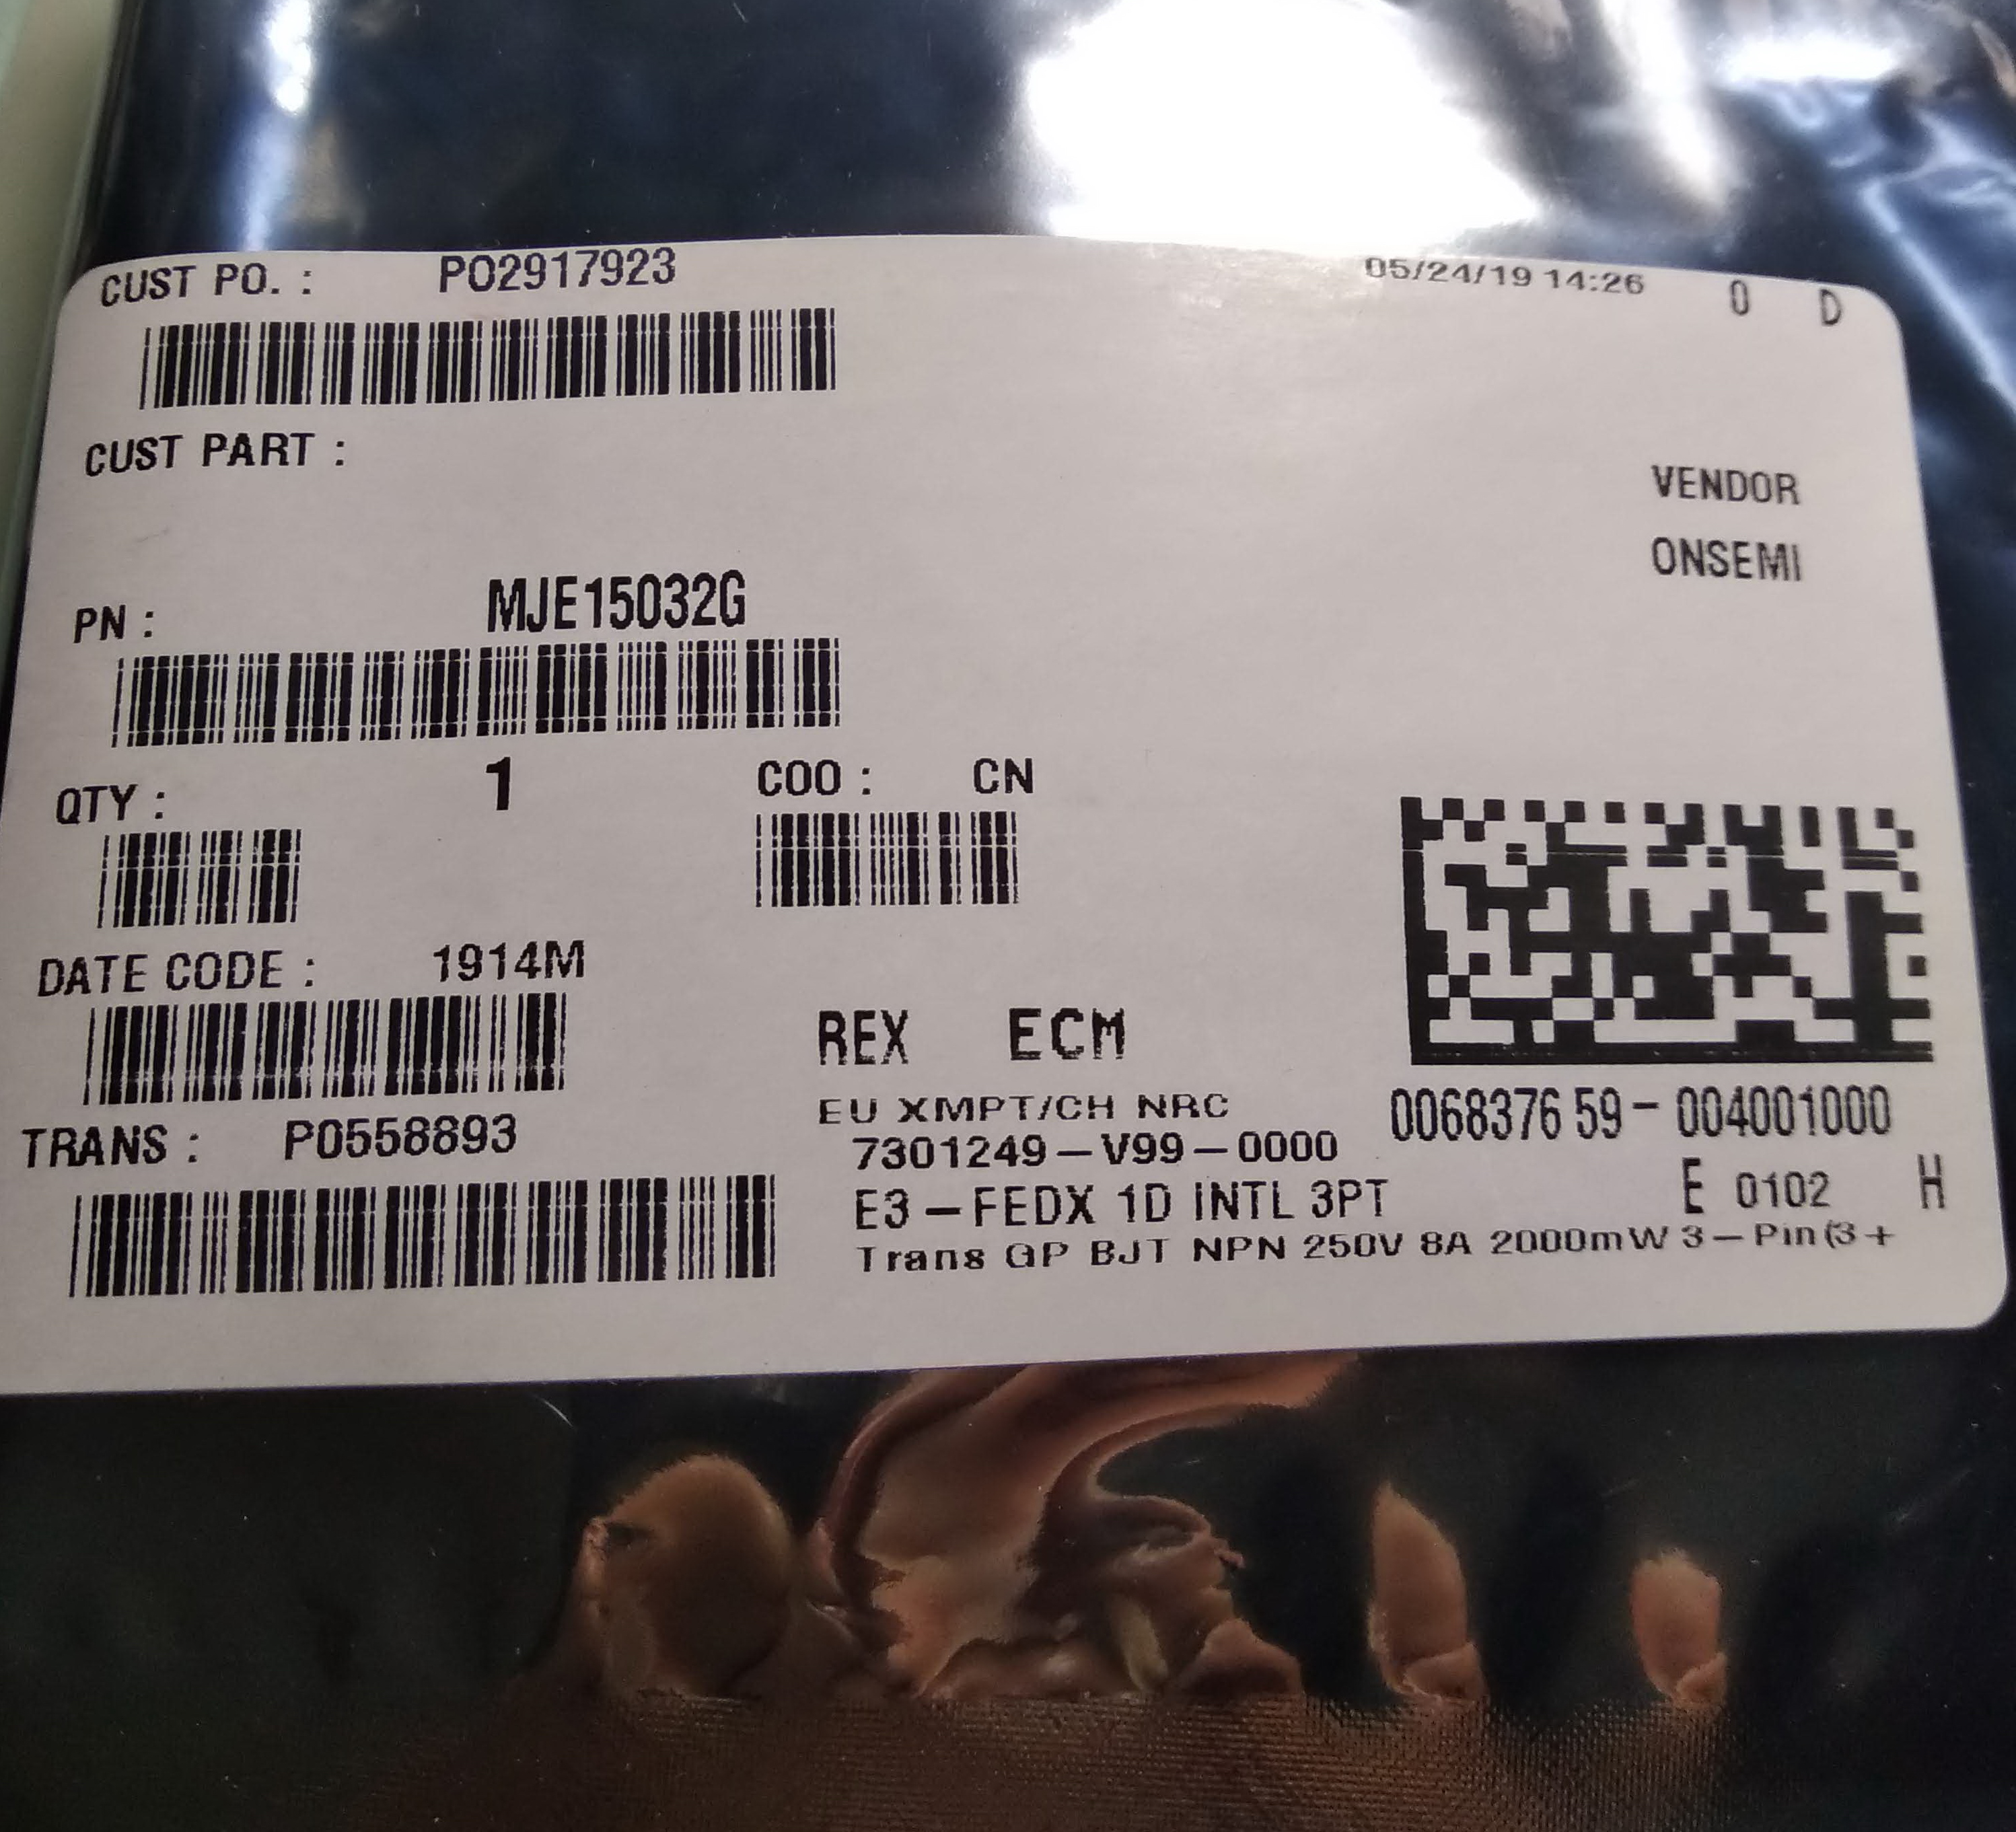 CUST PO. : PO2917923 05/24/19 14:26 0 D
CUST PART :
VENDOR
ONSEMI
PN : MJE15032G
QTY : 1 COO : CN
DATE CODE : 1914M
REX ECM
EU XMPT/CH NRC
006837659-004001000
TRANS : P0558893
7301249-V99-0000
E3-FEDX 1D INTL 3PT
E 0102 H
Trans GP BJT NPN 250V 8A 2000mW 3-Pin(3+